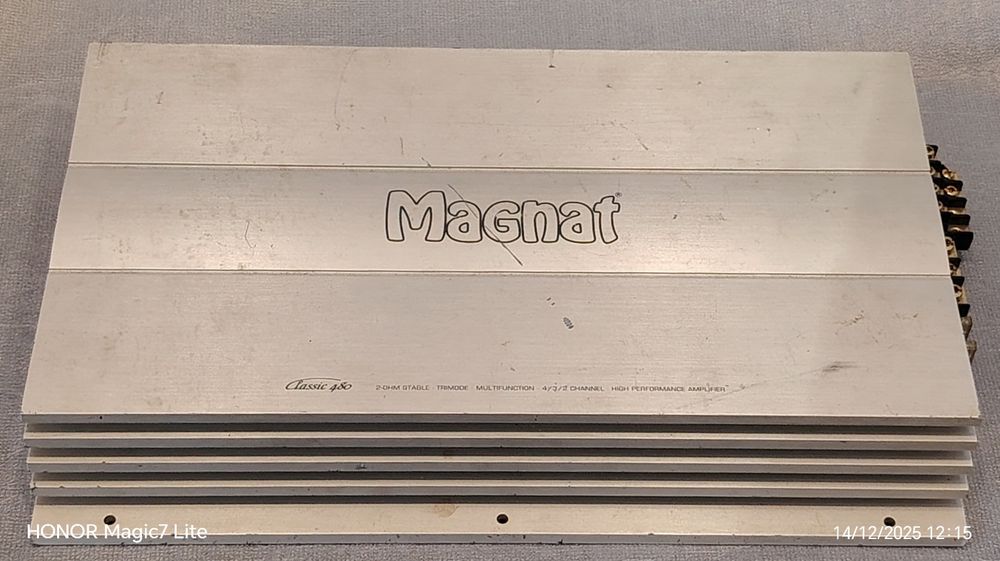 Magnat®
Classic 480 2-OHM STABLE TRIMODE MULTIFUNCTION 4/3/2 CHANNEL HIGH PERFORMANCE AMPLIFIER
HONOR Magic7 Lite 14/12/2025 12:15